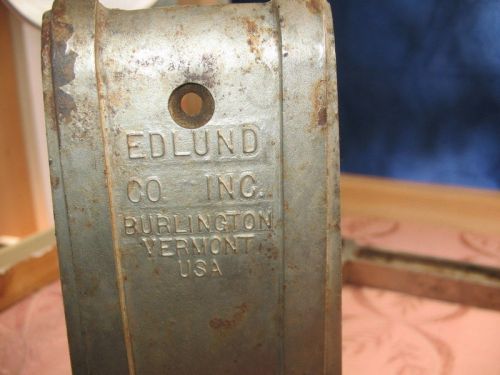 EDLUND
CO INC.
BURLINGTON
VERMONT
USA